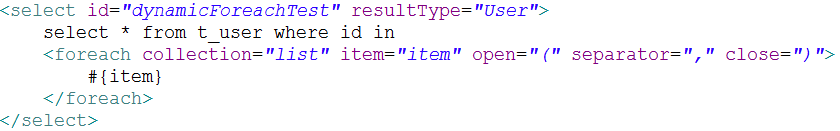 <select id="dynamicForeachTest" resultType="User">
    select * from t_user where id in
    <foreach collection="list" item="item" open="(" separator="," close=")">
        #{item}
    </foreach>
</select>